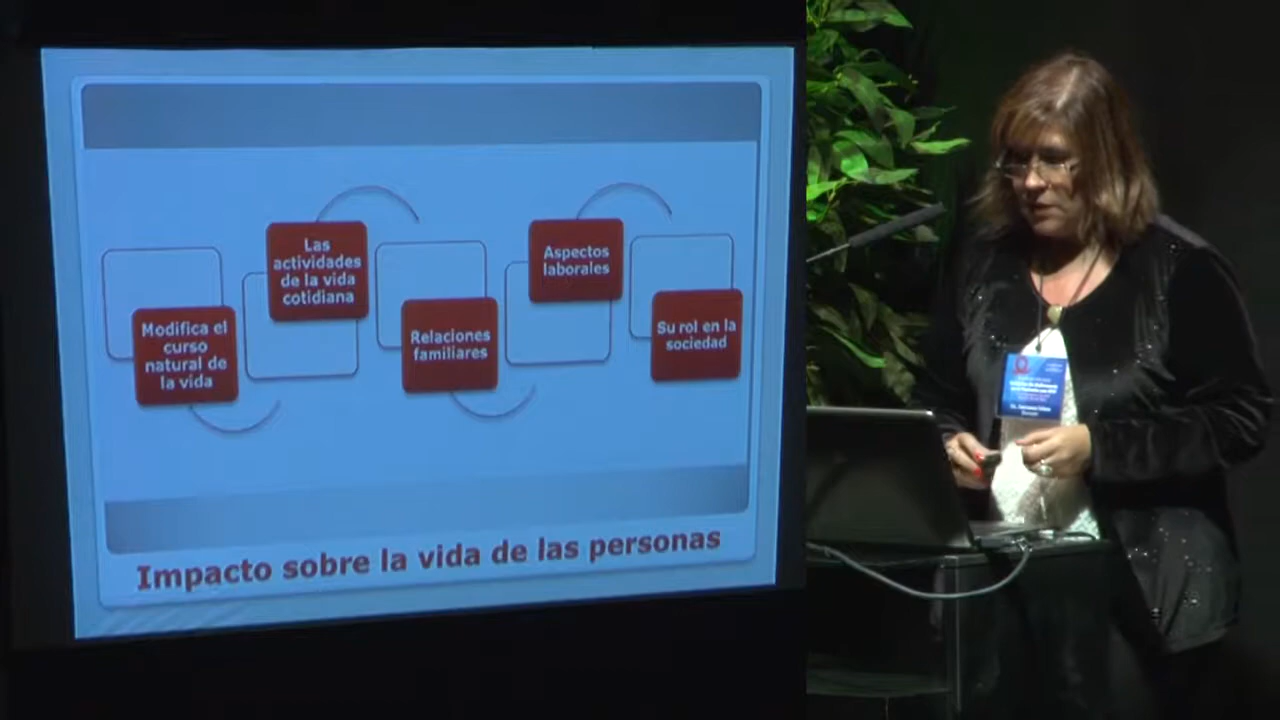 Modifica el
curso
natural de
la vida
Las
actividades
de la vida
cotidiana
Relaciones
familiares
Aspectos
laborales
Su rol en la
sociedad
Impacto sobre la vida de las personas